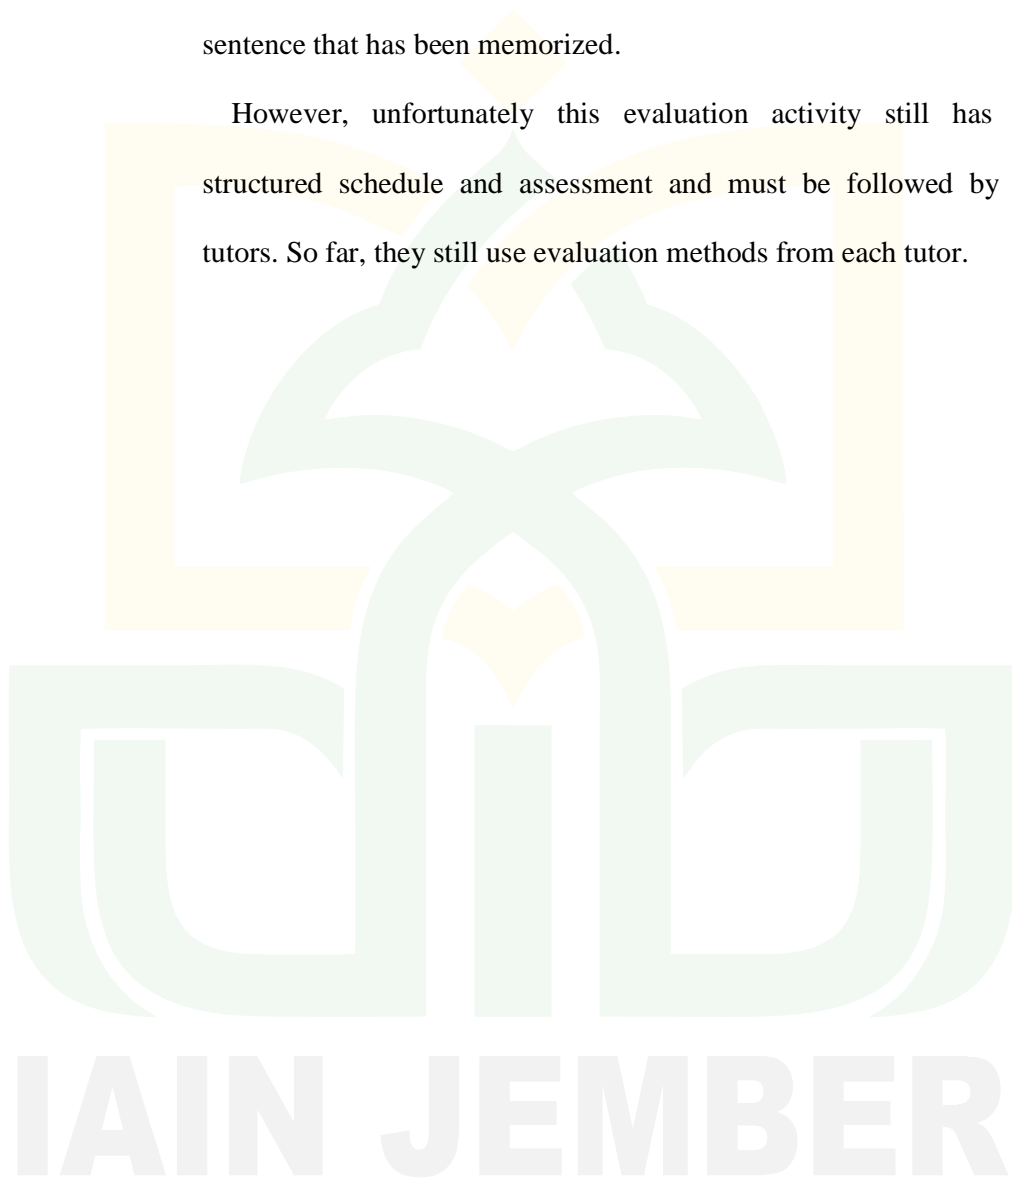 sentence that has been memorized.
However, unfortunately this evaluation activity still has
structured schedule and assessment and must be followed by
tutors. So far, they still use evaluation methods from each tutor.
IAIN JEMBER